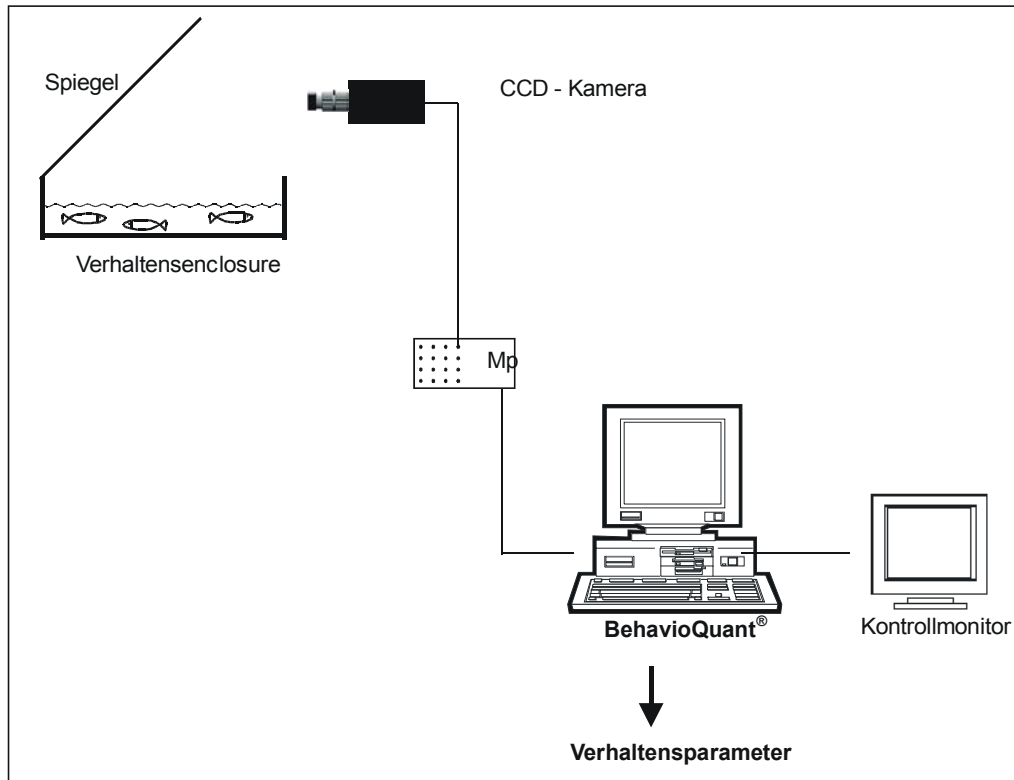 Spiegel
CCD - Kamera
Verhaltensenclosure
Mp
BehavioQuant®
Kontrollmonitor
Verhaltensparameter